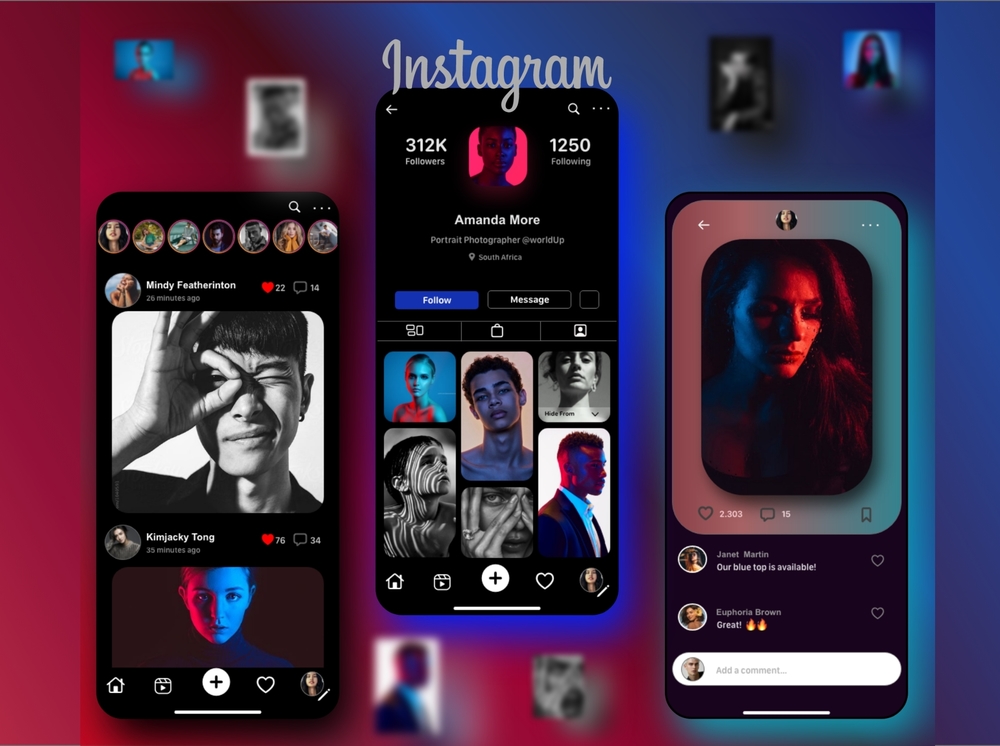 Instagram
312K
Followers
1250
Following
Amanda More
Portrait Photographer @worldUp
South Africa
Follow
Message
Hide From
Mindy Featherinton
26 minutes ago
22
14
Kimjacky Tong
35 minutes ago
76
34
2.303
15
Janet Martin
Our blue top is available!
Euphoria Brown
Great! 🔥🔥
Add a comment...